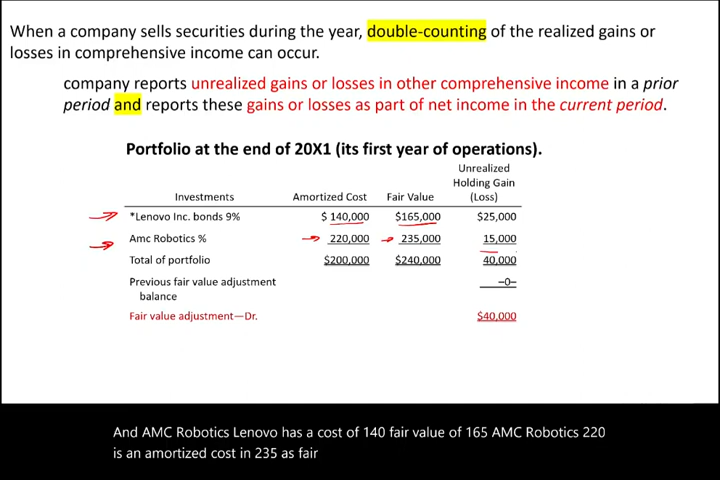 When a company sells securities during the year, double-counting of the realized gains or
losses in comprehensive income can occur.
company reports unrealized gains or losses in other comprehensive income in a prior
period and reports these gains or losses as part of net income in the current period.
Portfolio at the end of 20X1 (its first year of operations).
Unrealized
Holding Gain
Investments Amortized Cost Fair Value (Loss)
*Lenovo Inc. bonds 9% $ 140,000 $165,000 $25,000
Amc Robotics % 220,000 235,000 15,000
Total of portfolio $200,000 $240,000 40,000
Previous fair value adjustment –0–
balance
Fair value adjustment—Dr. $40,000
And AMC Robotics Lenovo has a cost of 140 fair value of 165 AMC Robotics 220
is an amortized cost in 235 as fair